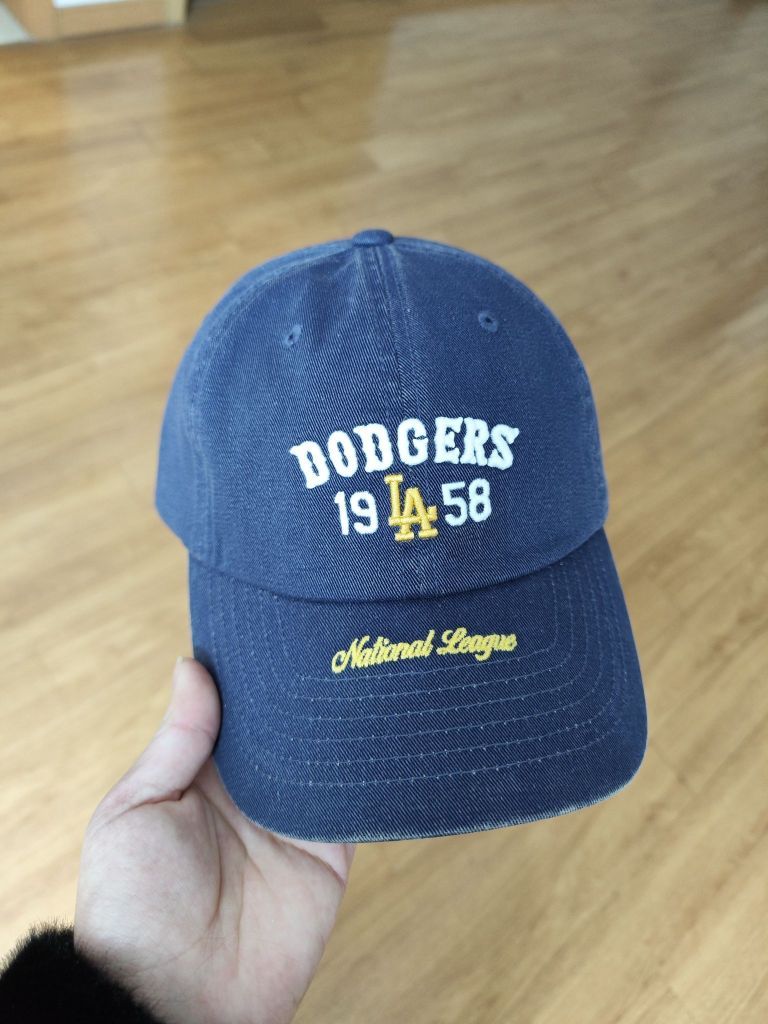 DODGERS
19 LA 58
National League